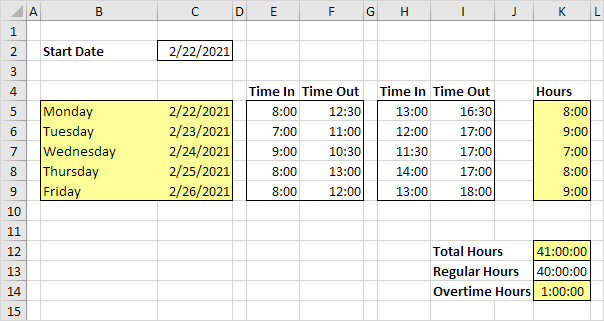 A B C D E F G H I J K L
1
2 Start Date 2/22/2021
3
4 Time In Time Out Time In Time Out Hours
5 Monday 2/22/2021 8:00 12:30 13:00 16:30 8:00
6 Tuesday 2/23/2021 7:00 11:00 12:00 17:00 9:00
7 Wednesday 2/24/2021 9:00 10:30 11:30 17:00 7:00
8 Thursday 2/25/2021 8:00 13:00 14:00 17:00 8:00
9 Friday 2/26/2021 8:00 12:00 13:00 18:00 9:00
10
11
12 Total Hours 41:00:00
13 Regular Hours 40:00:00
14 Overtime Hours 1:00:00
15